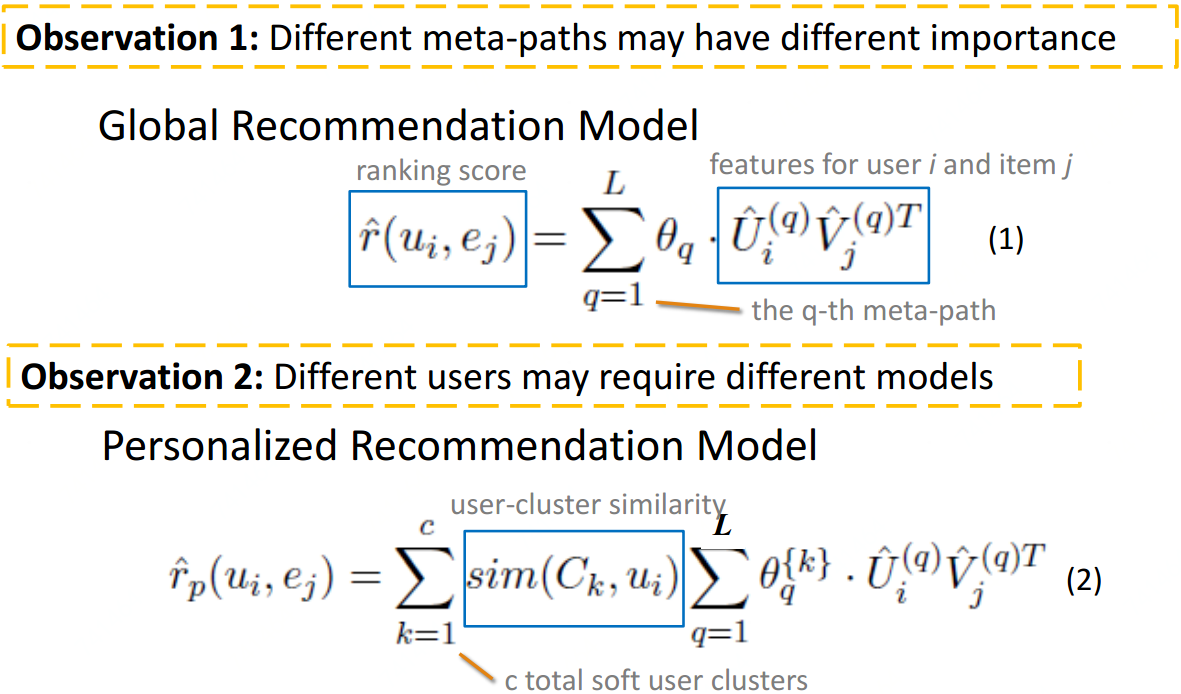 Observation 1: Different meta-paths may have different importance
Global Recommendation Model
ranking score
features for user i and item j
$\hat{r}(u_i, e_j) = \sum_{q=1}^{L} \theta_q \cdot \hat{U}_i^{(q)} \hat{V}_j^{(q)T}$ (1)
the q-th meta-path
Observation 2: Different users may require different models
Personalized Recommendation Model
user-cluster similarity
$\hat{r}_p(u_i, e_j) = \sum_{k=1}^{c} sim(C_k, u_i) \sum_{q=1}^{L} \theta_q^{\{k\}} \cdot \hat{U}_i^{(q)} \hat{V}_j^{(q)T}$ (2)
c total soft user clusters